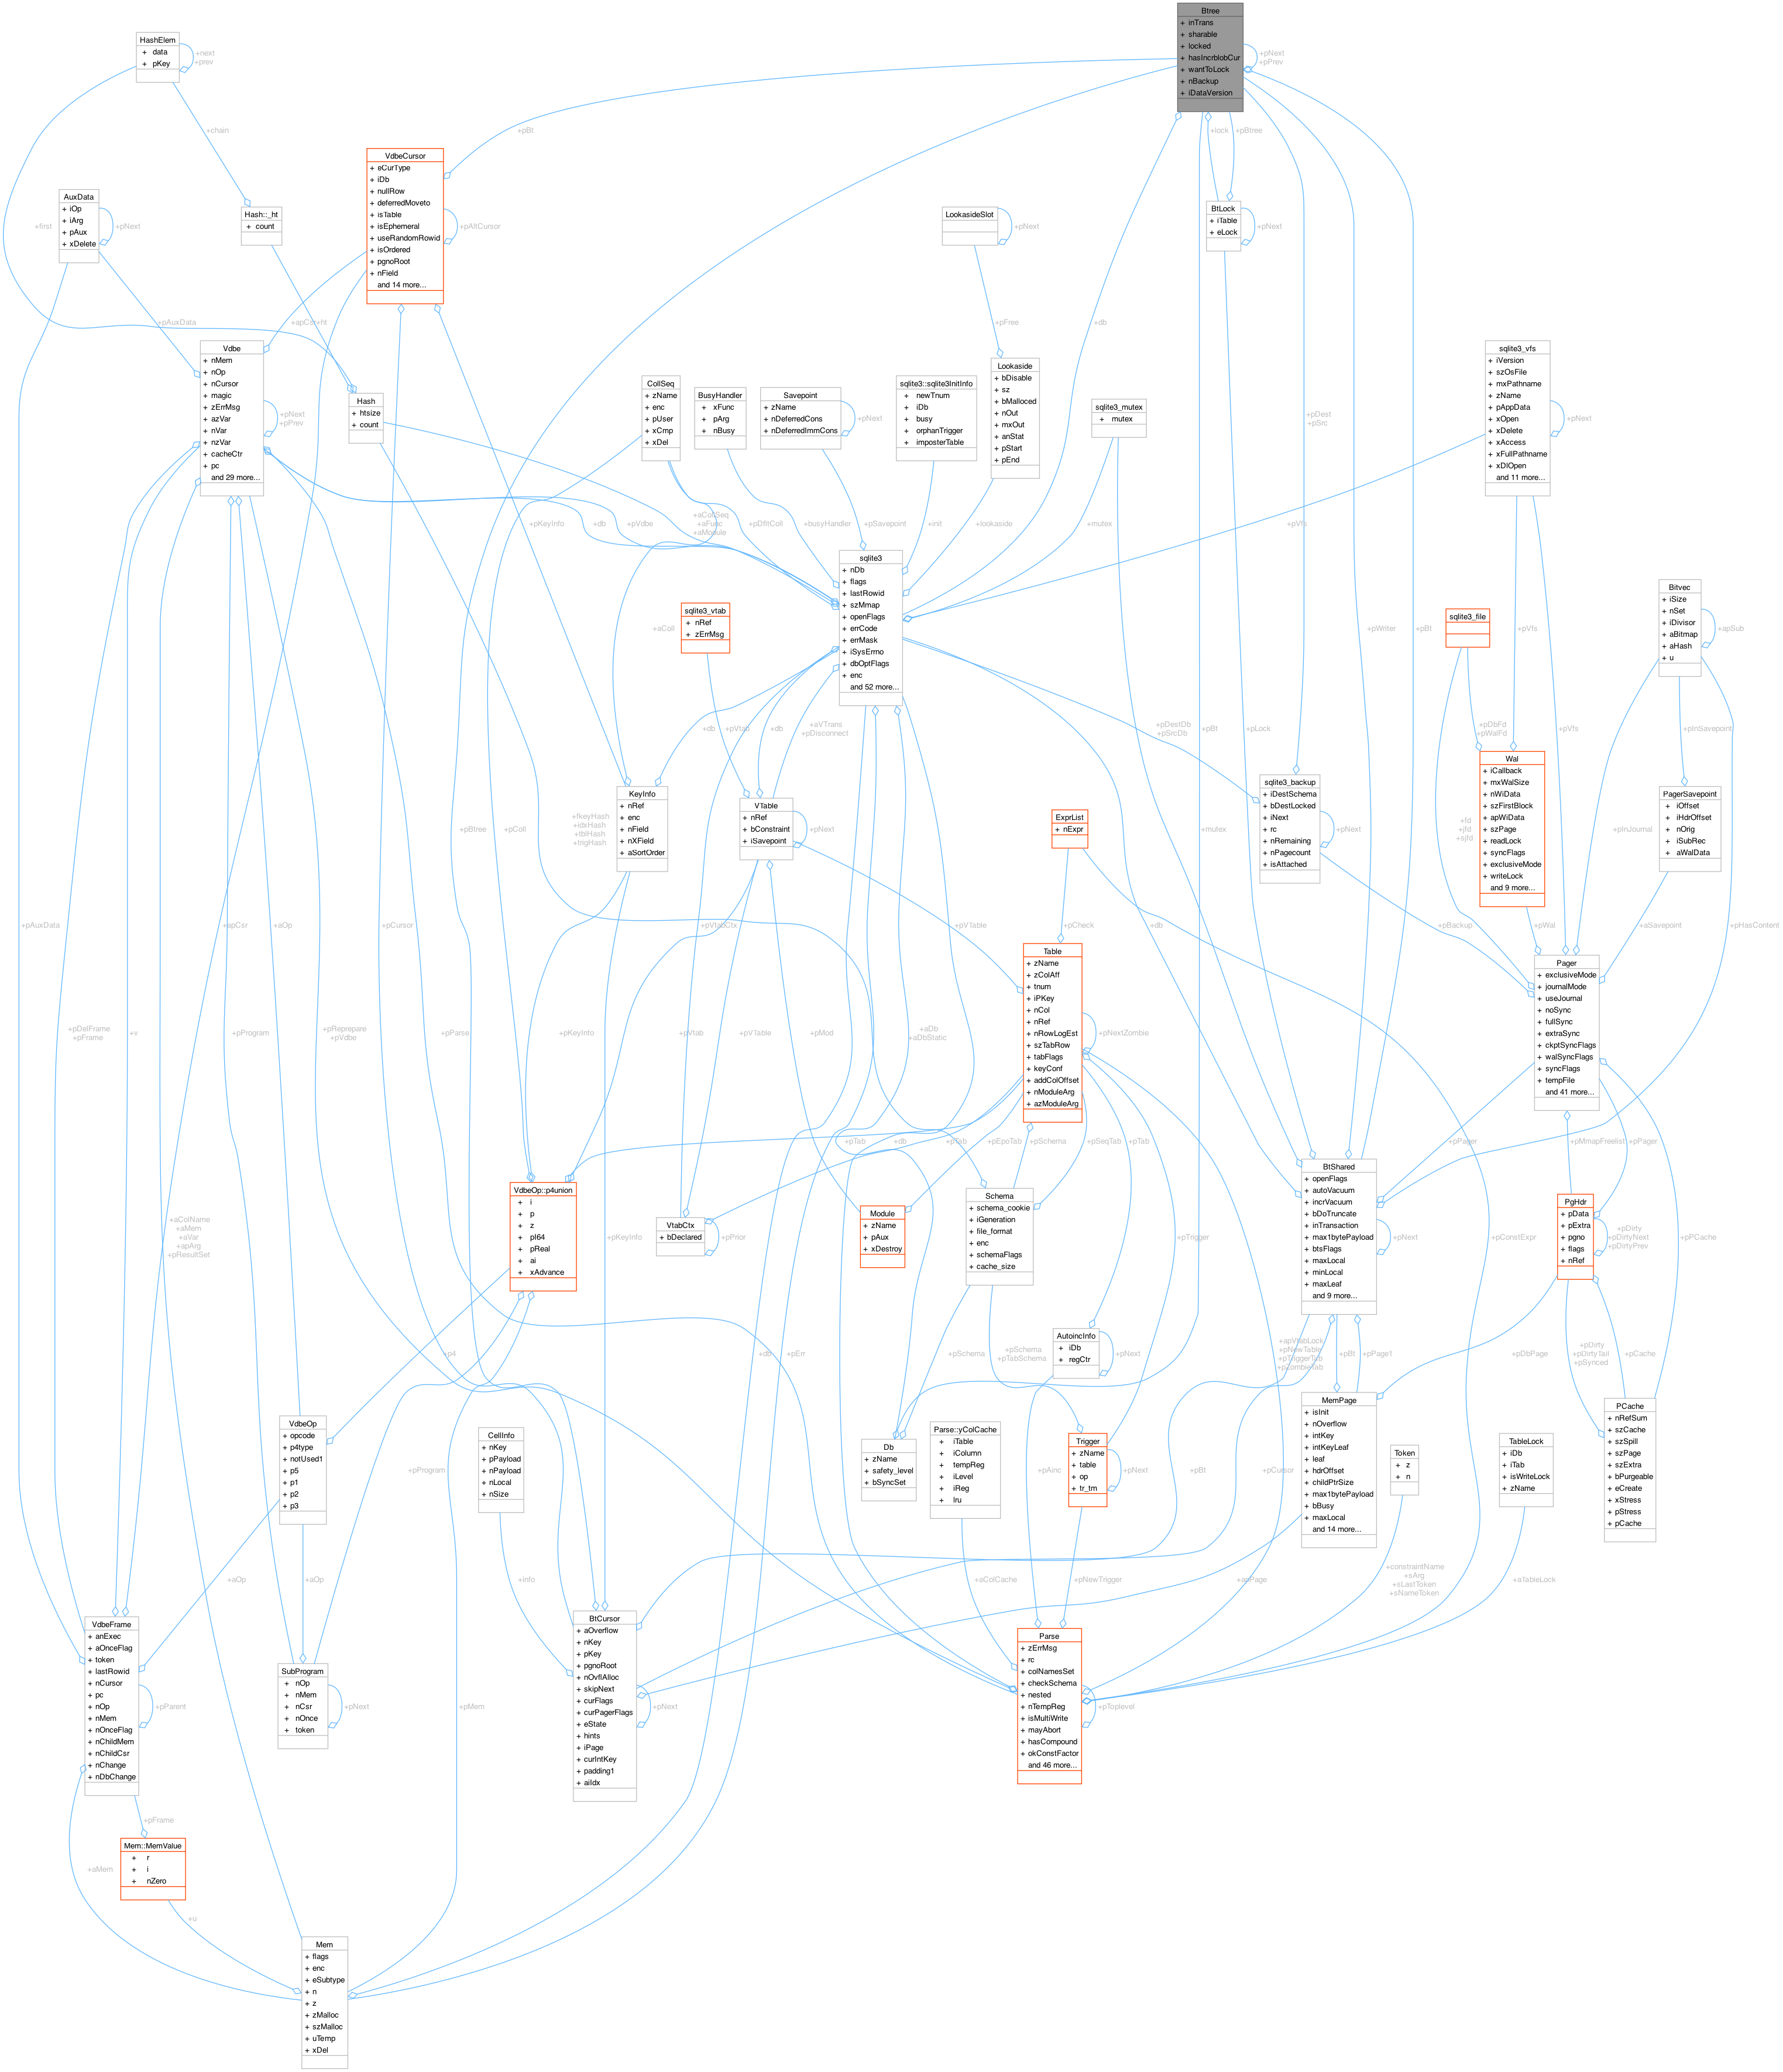 Btree
+ inTrans
+ sharable
+ locked
+ hasIncrblobCur
+ wantToLock
+ nBackup
+ iDataVersion
+pNext
+pPrev
HashElem
+ data
+ pKey
+next
+prev
+chain
+pBt
+lock
+pBtree
VdbeCursor
+ eCurType
+ iDb
+ nullRow
+ deferredMoveto
+ isTable
+ isEphemeral
+ useRandomRowid
+ isOrdered
+ pgnoRoot
+ nField
and 14 more...
+pAltCursor
AuxData
+ iOp
+ iArg
+ pAux
+ xDelete
+pNext
+first
Hash::_ht
+ count
LookasideSlot
+pNext
BtLock
+ iTable
+ eLock
+pNext
+pAuxData
+apCsr
+ht
+pFree
+db
Vdbe
+ nMem
+ nOp
+ nCursor
+ magic
+ zErrMsg
+ azVar
+ nVar
+ nzVar
+ cacheCtr
+ pc
and 29 more...
+pNext
+pPrev
Hash
+ htsize
+ count
CollSeq
+ zName
+ enc
+ pUser
+ xCmp
+ xDel
BusyHandler
+ xFunc
+ pArg
+ nBusy
Savepoint
+ zName
+ nDeferredCons
+ nDeferredImmCons
+pNext
sqlite3::sqlite3InitInfo
+ newTnum
+ iDb
+ busy
+ orphanTrigger
+ imposterTable
Lookaside
+ bDisable
+ sz
+ bMalloced
+ nOut
+ mxOut
+ anStat
+ pStart
+ pEnd
sqlite3_mutex
+ mutex
+pDest
+pSrc
sqlite3_vfs
+ iVersion
+ szOsFile
+ mxPathname
+ zName
+ pAppData
+ xOpen
+ xDelete
+ xAccess
+ xFullPathname
+ xDlOpen
and 11 more...
+pNext
+pKeyInfo
+db
+pVdbe
+aCollSeq
+aFunc
+aModule
+pDfltColl
+busyHandler
+pSavepoint
+init
+lookaside
+mutex
+pVfs
sqlite3
+ nDb
+ flags
+ lastRowid
+ szMmap
+ openFlags
+ errCode
+ errMask
+ iSysErrno
+ dbOptFlags
+ enc
and 52 more...
+aColl
sqlite3_vtab
+ nRef
+ zErrMsg
+pWriter
+pBt
+pVfs
sqlite3_file
Bitvec
+ iSize
+ nSet
+ iDivisor
+ aBitmap
+ aHash
+ u
+apSub
+db
+pVtab
+db
+aVTrans
+pDisconnect
+pDestDb
+pSrcDb
+pBt
+pLock
+pDbFd
+pWalFd
+pVfs
+pInSavepoint
KeyInfo
+ nRef
+ enc
+ nField
+ nXField
+ aSortOrder
VTable
+ nRef
+ bConstraint
+ iSavepoint
+pNext
ExprList
+ nExpr
sqlite3_backup
+ iDestSchema
+ bDestLocked
+ iNext
+ rc
+ nRemaining
+ nPagecount
+ isAttached
+pNext
Wal
+ iCallback
+ mxWalSize
+ nWiData
+ szFirstBlock
+ apWiData
+ szPage
+ readLock
+ syncFlags
+ exclusiveMode
+ writeLock
and 9 more...
PagerSavepoint
+ iOffset
+ iHdrOffset
+ nOrig
+ iSubRec
+ aWalData
+pBtree
+pColl
+fkeyHash
+idxHash
+tblHash
+trigHash
+mutex
+fd
+jfd
+sjfd
+pInJournal
+pAuxData
+apCsr
+aOp
+pCursor
+pVtabCtx
+pVTable
+pCheck
+db
+pBackup
+pWal
+aSavepoint
+pHasContent
Table
+ zName
+ zColAff
+ tnum
+ iPKey
+ nCol
+ nRef
+ nRowLogEst
+ szTabRow
+ tabFlags
+ keyConf
+ addColOffset
+ nModuleArg
+ azModuleArg
+pNextZombie
Pager
+ exclusiveMode
+ journalMode
+ useJournal
+ noSync
+ fullSync
+ extraSync
+ ckptSyncFlags
+ walSyncFlags
+ syncFlags
+ tempFile
and 41 more...
+pDelFrame
+pFrame
+v
+pProgram
+pReprepare
+pVdbe
+pParse
+pKeyInfo
+pVtab
+pVTable
+pMod
+aDb
+aDbStatic
+pTab
+db
+pTab
+pEpoTab
+pSchema
+pSeqTab
+pTab
+pPager
+pMmapFreelist
+pPager
VdbeOp::p4union
+ i
+ p
+ z
+ pI64
+ pReal
+ ai
+ xAdvance
VtabCtx
+ bDeclared
+pPrior
Module
+ zName
+ pAux
+ xDestroy
Schema
+ schema_cookie
+ iGeneration
+ file_format
+ enc
+ schemaFlags
+ cache_size
BtShared
+ openFlags
+ autoVacuum
+ incrVacuum
+ bDoTruncate
+ inTransaction
+ max1bytePayload
+ btsFlags
+ maxLocal
+ minLocal
+ maxLeaf
and 9 more...
+pNext
PgHdr
+ pData
+ pExtra
+ pgno
+ flags
+ nRef
+pDirty
+pDirtyNext
+pDirtyPrev
+aColName
+aMem
+aVar
+apArg
+pResultSet
+pKeyInfo
+pTrigger
+pConstExpr
+pPCache
AutoincInfo
+ iDb
+ regCtr
+pNext
+p4
+db
+pErr
+pSchema
+pSchema
+pTabSchema
+apVtabLock
+pNewTable
+pTriggerTab
+pZombieTab
+pBt
+pPage1
+pDbPage
+pDirty
+pDirtyTail
+pSynced
+pCache
VdbeOp
+ opcode
+ p4type
+ notUsed1
+ p5
+ p1
+ p2
+ p3
CellInfo
+ nKey
+ pPayload
+ nPayload
+ nLocal
+ nSize
Db
+ zName
+ safety_level
+ bSyncSet
Parse::yColCache
+ iTable
+ iColumn
+ tempReg
+ iLevel
+ iReg
+ lru
Trigger
+ zName
+ table
+ op
+ tr_tm
+pNext
MemPage
+ isInit
+ nOverflow
+ intKey
+ intKeyLeaf
+ leaf
+ hdrOffset
+ childPtrSize
+ max1bytePayload
+ bBusy
+ maxLocal
and 14 more...
Token
+ z
+ n
TableLock
+ iDb
+ iTab
+ isWriteLock
+ zName
PCache
+ nRefSum
+ szCache
+ szSpill
+ szPage
+ szExtra
+ bPurgeable
+ eCreate
+ xStress
+ pStress
+ pCache
+pProgram
+pAinc
+pBt
+pCursor
+aOp
+aOp
+info
+aColCache
+pNewTrigger
+apPage
+constraintName
+sArg
+sLastToken
+sNameToken
+aTableLock
VdbeFrame
+ anExec
+ aOnceFlag
+ token
+ lastRowid
+ nCursor
+ pc
+ nOp
+ nMem
+ nOnceFlag
+ nChildMem
+ nChildCsr
+ nChange
+ nDbChange
+pParent
SubProgram
+ nOp
+ nMem
+ nCsr
+ nOnce
+ token
+pNext
+pMem
BtCursor
+ aOverflow
+ nKey
+ pKey
+ pgnoRoot
+ nOvflAlloc
+ skipNext
+ curFlags
+ curPagerFlags
+ eState
+ hints
+ iPage
+ curIntKey
+ padding1
+ aiIdx
+pNext
Parse
+ zErrMsg
+ rc
+ colNamesSet
+ checkSchema
+ nested
+ nTempReg
+ isMultiWrite
+ mayAbort
+ hasCompound
+ okConstFactor
and 46 more...
+pToplevel
+pFrame
+aMem
Mem::MemValue
+ r
+ i
+ nZero
+u
Mem
+ flags
+ enc
+ eSubtype
+ n
+ z
+ zMalloc
+ szMalloc
+ uTemp
+ xDel